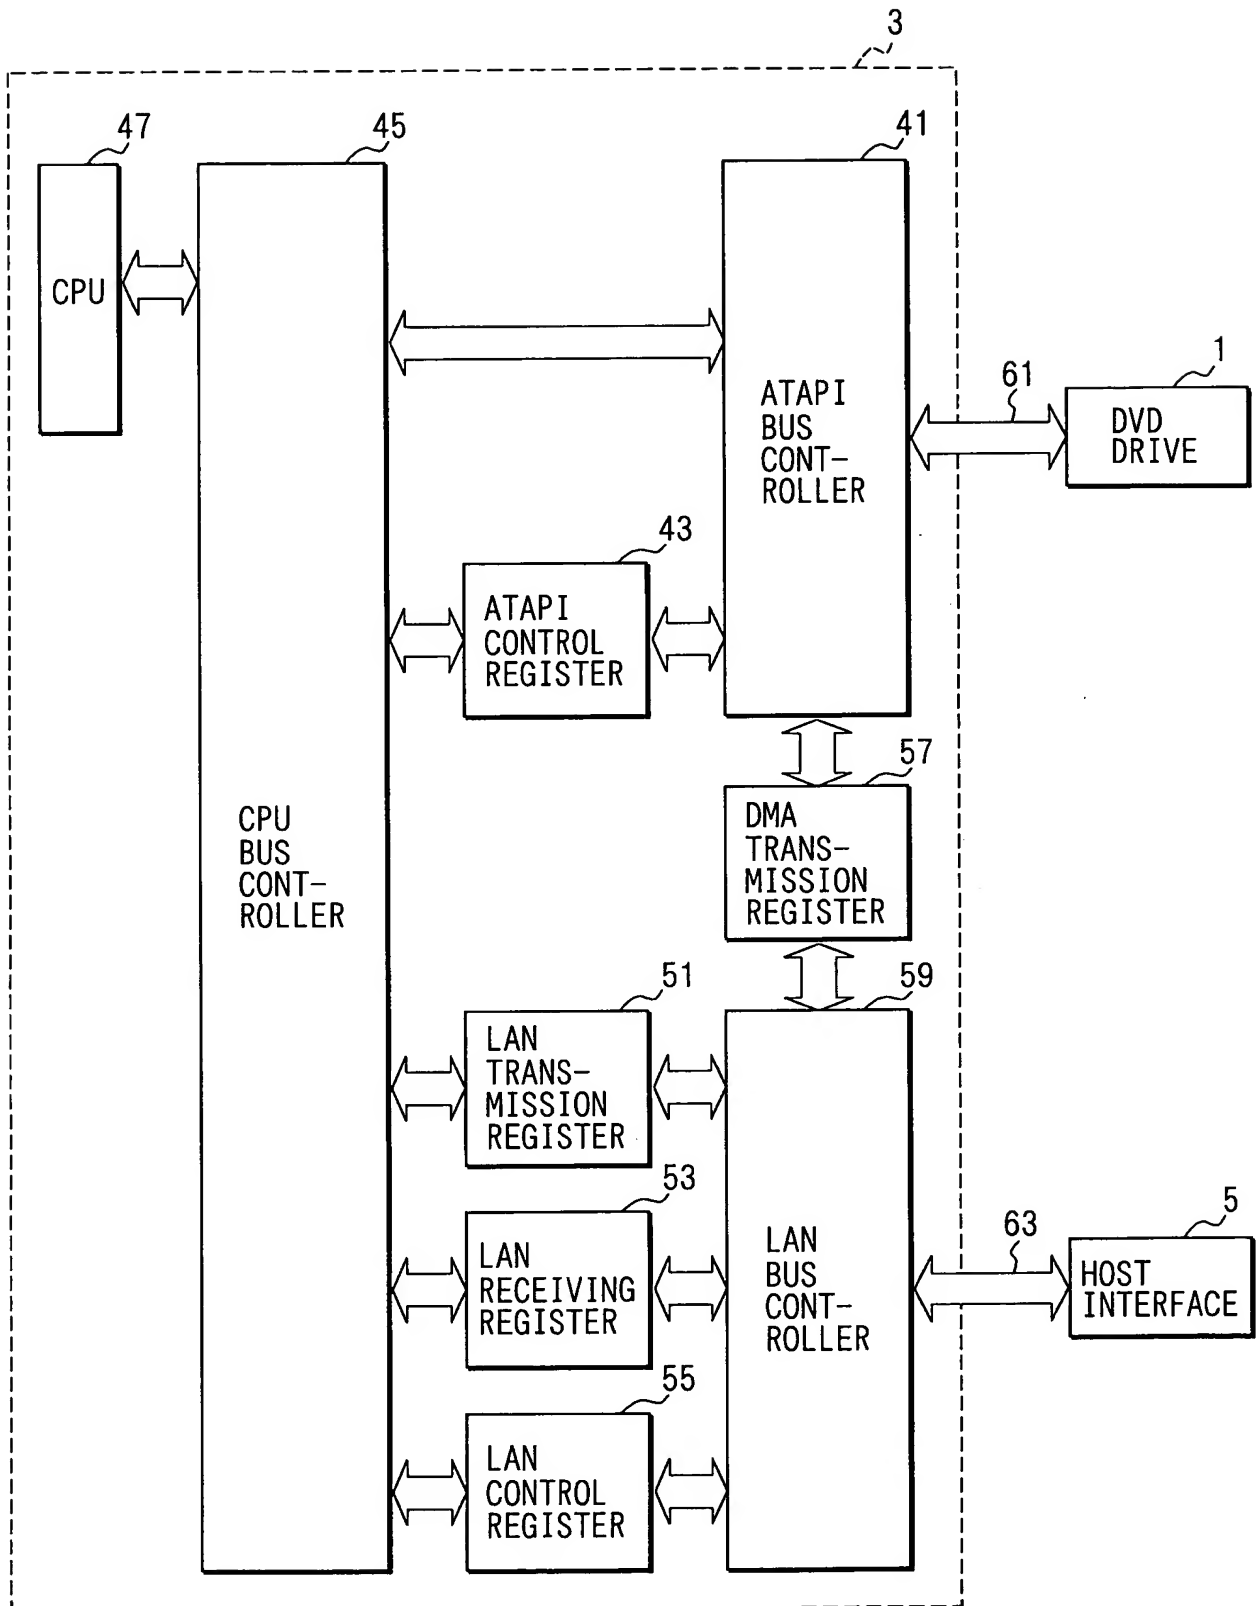 3
47
45
41
CPU
61
1
ATAPI
BUS
CONT-
ROLLER
DVD
DRIVE
43
ATAPI
CONTROL
REGISTER
57
CPU
BUS
CONT-
ROLLER
DMA
TRANS-
MISSION
REGISTER
51
59
LAN
TRANS-
MISSION
REGISTER
53
63
5
LAN
RECEIVING
REGISTER
LAN
BUS
CONT-
ROLLER
HOST
INTERFACE
55
LAN
CONTROL
REGISTER